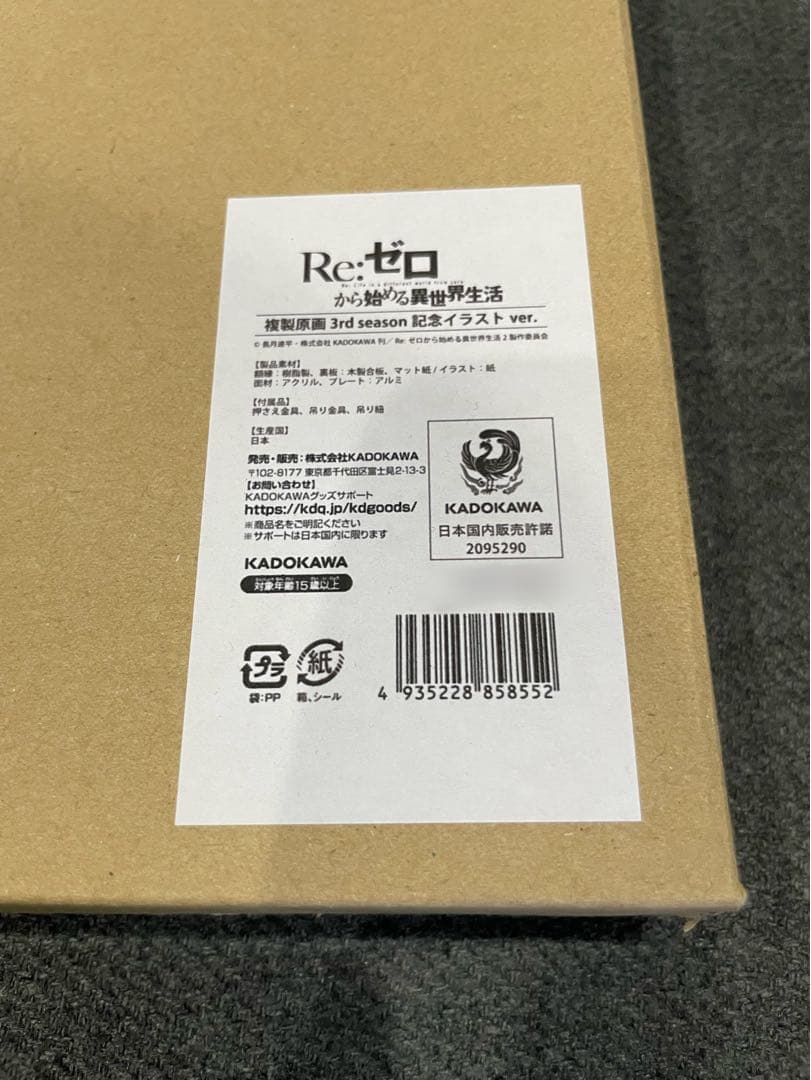 Re:ゼロ
Re: Life in a different world from zero
から始める異世界生活
複製原画 3rd season 記念イラスト ver.
© 長月達平・株式会社KADOKAWA刊／Re: ゼロから始める異世界生活2製作委員会
【製品素材】
額縁：樹脂製、裏板：木製合板、マット紙/イラスト：紙
面材：アクリル、プレート：アルミ
【付属品】
押さえ金具、吊り金具、吊り紐
【生産国】
日本
発売・販売：株式会社KADOKAWA
〒102-8177 東京都千代田区富士見2-13-3
【お問い合わせ】
KADOKAWAグッズサポート
https://kdq.jp/kdgoods/
※商品名をご明記ください
※サポートは日本国内に限ります
KADOKAWA
日本国内販売許諾
2095290
KADOKAWA
対象年齢15歳以上
プラ
袋:PP
紙
箱、シール
4 935228 858552